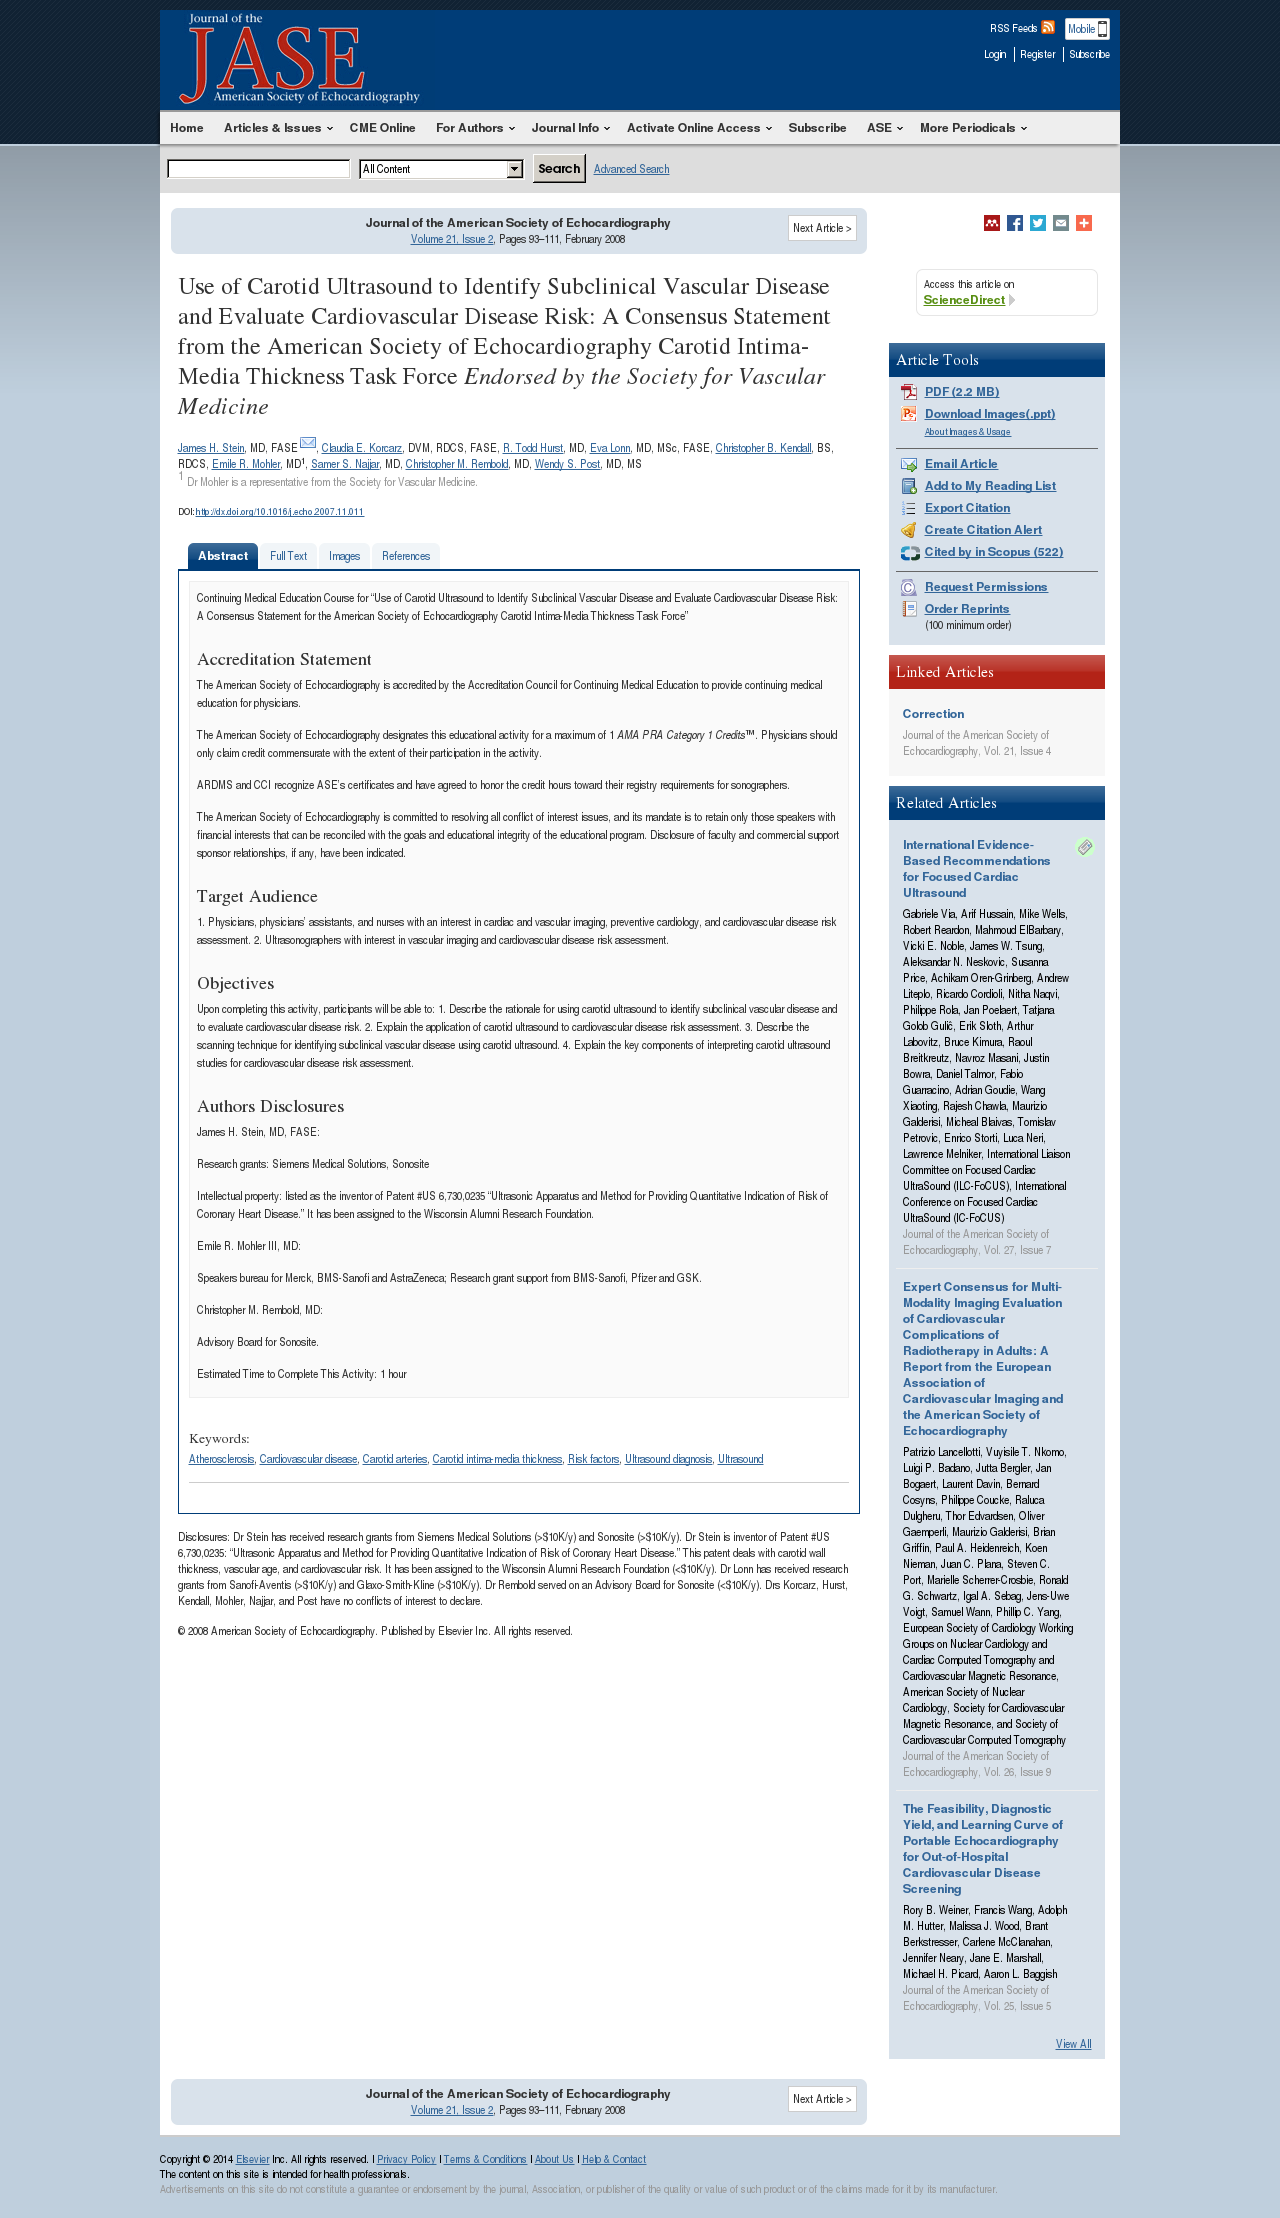 Journal of the
JASE
American Society of Echocardiography
RSS Feeds
Mobile
Login Register Subscribe
Home Articles & Issues CME Online For Authors Journal Info Activate Online Access Subscribe ASE More Periodicals
All Content Search Advanced Search
Journal of the American Society of Echocardiography
Volume 21, Issue 2, Pages 93–111, February 2008
Next Article >
Use of Carotid Ultrasound to Identify Subclinical Vascular Disease
and Evaluate Cardiovascular Disease Risk: A Consensus Statement
from the American Society of Echocardiography Carotid Intima-
Media Thickness Task Force Endorsed by the Society for Vascular
Medicine
James H. Stein, MD, FASE, Claudia E. Korcarz, DVM, RDCS, FASE, R. Todd Hurst, MD, Eva Lonn, MD, MSc, FASE, Christopher B. Kendall, BS,
RDCS, Emile R. Mohler, MD1, Samer S. Najjar, MD, Christopher M. Rembold, MD, Wendy S. Post, MD, MS
1 Dr Mohler is a representative from the Society for Vascular Medicine.
DOI: http://dx.doi.org/10.1016/j.echo.2007.11.011
Abstract Full Text Images References
Continuing Medical Education Course for “Use of Carotid Ultrasound to Identify Subclinical Vascular Disease and Evaluate Cardiovascular Disease Risk:
A Consensus Statement for the American Society of Echocardiography Carotid Intima-Media Thickness Task Force”
Accreditation Statement
The American Society of Echocardiography is accredited by the Accreditation Council for Continuing Medical Education to provide continuing medical
education for physicians.
The American Society of Echocardiography designates this educational activity for a maximum of 1 AMA PRA Category 1 Credits™. Physicians should
only claim credit commensurate with the extent of their participation in the activity.
ARDMS and CCI recognize ASE's certificates and have agreed to honor the credit hours toward their registry requirements for sonographers.
The American Society of Echocardiography is committed to resolving all conflict of interest issues, and its mandate is to retain only those speakers with
financial interests that can be reconciled with the goals and educational integrity of the educational program. Disclosure of faculty and commercial support
sponsor relationships, if any, have been indicated.
Target Audience
1. Physicians, physicians' assistants, and nurses with an interest in cardiac and vascular imaging, preventive cardiology, and cardiovascular disease risk
assessment. 2. Ultrasonographers with interest in vascular imaging and cardiovascular disease risk assessment.
Objectives
Upon completing this activity, participants will be able to: 1. Describe the rationale for using carotid ultrasound to identify subclinical vascular disease and
to evaluate cardiovascular disease risk. 2. Explain the application of carotid ultrasound to cardiovascular disease risk assessment. 3. Describe the
scanning technique for identifying subclinical vascular disease using carotid ultrasound. 4. Explain the key components of interpreting carotid ultrasound
studies for cardiovascular disease risk assessment.
Authors Disclosures
James H. Stein, MD, FASE:
Research grants: Siemens Medical Solutions, Sonosite
Intellectual property: listed as the inventor of Patent #US 6,730,0235 “Ultrasonic Apparatus and Method for Providing Quantitative Indication of Risk of
Coronary Heart Disease.” It has been assigned to the Wisconsin Alumni Research Foundation.
Emile R. Mohler III, MD:
Speakers bureau for Merck, BMS-Sanofi and AstraZeneca; Research grant support from BMS-Sanofi, Pfizer and GSK.
Christopher M. Rembold, MD:
Advisory Board for Sonosite.
Estimated Time to Complete This Activity: 1 hour
Keywords:
Atherosclerosis, Cardiovascular disease, Carotid arteries, Carotid intima-media thickness, Risk factors, Ultrasound diagnosis, Ultrasound
Disclosures: Dr Stein has received research grants from Siemens Medical Solutions (>$10K/y) and Sonosite (>$10K/y). Dr Stein is inventor of Patent #US
6,730,0235: “Ultrasonic Apparatus and Method for Providing Quantitative Indication of Risk of Coronary Heart Disease.” This patent deals with carotid wall
thickness, vascular age, and cardiovascular risk. It has been assigned to the Wisconsin Alumni Research Foundation (<$10K/y). Dr Lonn has received research
grants from Sanofi-Aventis (>$10K/y) and Glaxo-Smith-Kline (>$10K/y). Dr Rembold served on an Advisory Board for Sonosite (<$10K/y). Drs Korcarz, Hurst,
Kendall, Mohler, Najjar, and Post have no conflicts of interest to declare.
© 2008 American Society of Echocardiography. Published by Elsevier Inc. All rights reserved.
Access this article on
ScienceDirect
Article Tools
PDF (2.2 MB)
Download Images(.ppt)
About Images & Usage
Email Article
Add to My Reading List
Export Citation
Create Citation Alert
Cited by in Scopus (522)
Request Permissions
Order Reprints
(100 minimum order)
Linked Articles
Correction
Journal of the American Society of
Echocardiography, Vol. 21, Issue 4
Related Articles
International Evidence-
Based Recommendations
for Focused Cardiac
Ultrasound
Gabriele Via, Arif Hussain, Mike Wells,
Robert Reardon, Mahmoud ElBarbary,
Vicki E. Noble, James W. Tsung,
Aleksandar N. Neskovic, Susanna
Price, Achikam Oren-Grinberg, Andrew
Liteplo, Ricardo Cordioli, Nitha Naqvi,
Philippe Rola, Jan Poelaert, Tatjana
Golob Gulič, Erik Sloth, Arthur
Labovitz, Bruce Kimura, Raoul
Breitkreutz, Navroz Masani, Justin
Bowra, Daniel Talmor, Fabio
Guarracino, Adrian Goudie, Wang
Xiaoting, Rajesh Chawla, Maurizio
Galderisi, Micheal Blaivas, Tomislav
Petrovic, Enrico Storti, Luca Neri,
Lawrence Melniker, International Liaison
Committee on Focused Cardiac
UltraSound (ILC-FoCUS), International
Conference on Focused Cardiac
UltraSound (IC-FoCUS)
Journal of the American Society of
Echocardiography, Vol. 27, Issue 7
Expert Consensus for Multi-
Modality Imaging Evaluation
of Cardiovascular
Complications of
Radiotherapy in Adults: A
Report from the European
Association of
Cardiovascular Imaging and
the American Society of
Echocardiography
Patrizio Lancellotti, Vuyisile T. Nkomo,
Luigi P. Badano, Jutta Bergler, Jan
Bogaert, Laurent Davin, Bernard
Cosyns, Philippe Coucke, Raluca
Dulgheru, Thor Edvardsen, Oliver
Gaemperli, Maurizio Galderisi, Brian
Griffin, Paul A. Heidenreich, Koen
Nieman, Juan C. Plana, Steven C.
Port, Marielle Scherrer-Crosbie, Ronald
G. Schwartz, Igal A. Sebag, Jens-Uwe
Voigt, Samuel Wann, Phillip C. Yang,
European Society of Cardiology Working
Groups on Nuclear Cardiology and
Cardiac Computed Tomography and
Cardiovascular Magnetic Resonance,
American Society of Nuclear
Cardiology, Society for Cardiovascular
Magnetic Resonance, and Society of
Cardiovascular Computed Tomography
Journal of the American Society of
Echocardiography, Vol. 26, Issue 9
The Feasibility, Diagnostic
Yield, and Learning Curve of
Portable Echocardiography
for Out-of-Hospital
Cardiovascular Disease
Screening
Rory B. Weiner, Francis Wang, Adolph
M. Hutter, Malissa J. Wood, Brant
Berkstresser, Carlene McClanahan,
Jennifer Neary, Jane E. Marshall,
Michael H. Picard, Aaron L. Baggish
Journal of the American Society of
Echocardiography, Vol. 25, Issue 5
View All
Journal of the American Society of Echocardiography
Volume 21, Issue 2, Pages 93–111, February 2008
Next Article >
Copyright © 2014 Elsevier Inc. All rights reserved. | Privacy Policy | Terms & Conditions | About Us | Help & Contact
The content on this site is intended for health professionals.
Advertisements on this site do not constitute a guarantee or endorsement by the journal, Association, or publisher of the quality or value of such product or of the claims made for it by its manufacturer.